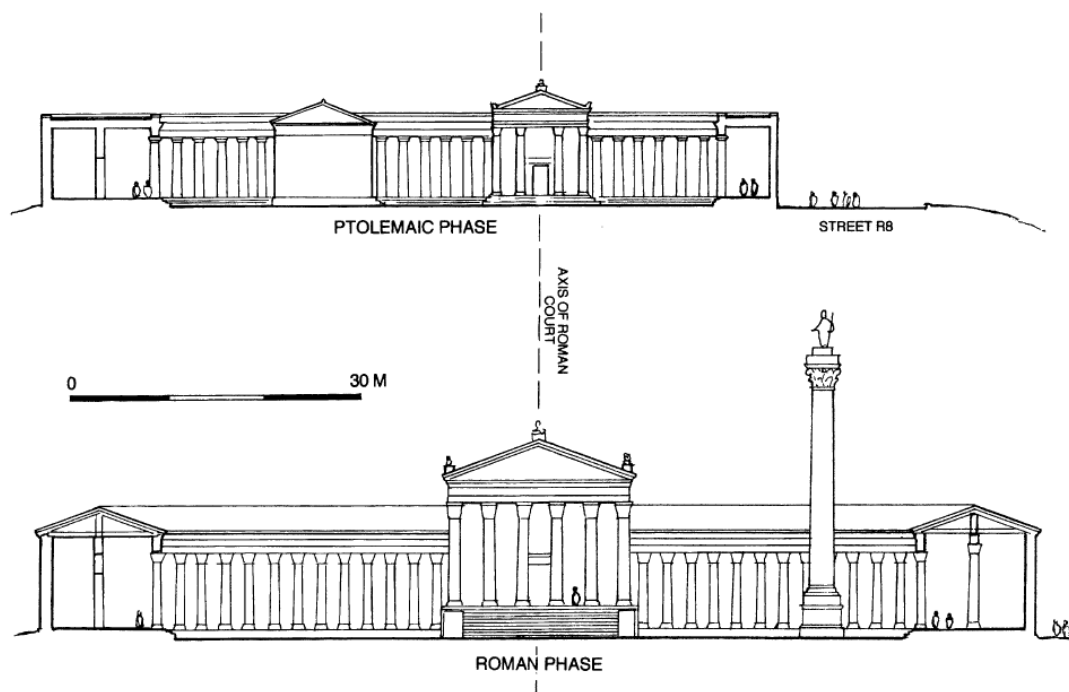 PTOLEMAIC PHASE
STREET R8
AXIS OF ROMAN
COURT
0
30 M
ROMAN PHASE